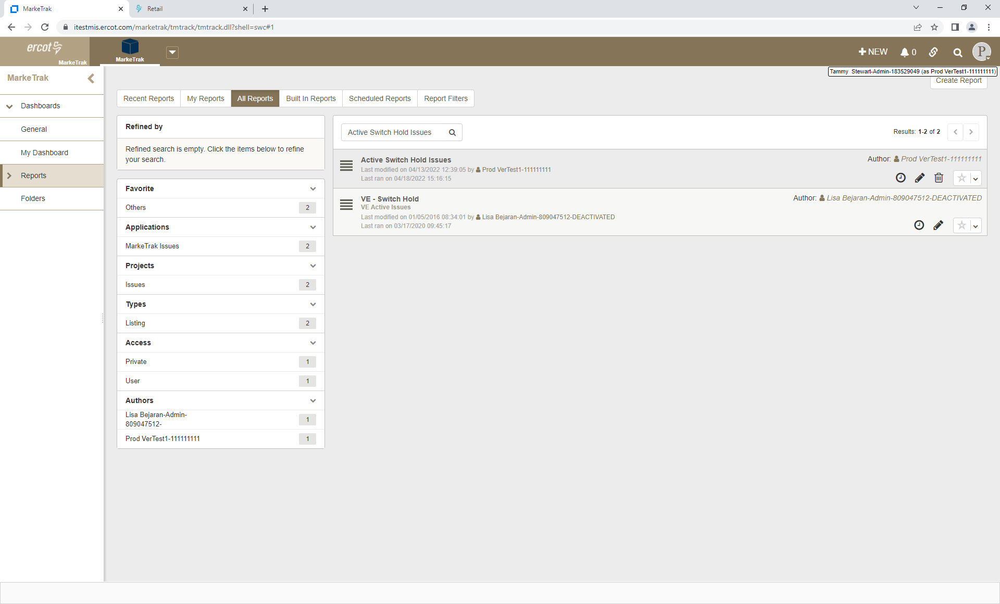 MarkeTrak
Retail
itestmis.ercot.com/marketrak/tmtrack/tmtrack.dll?shell=swc#1
ercot
MarkeTrak
MarkeTrak
NEW
0
P
Tammy  Stewart-Admin-183529049 (as Prod VerTest1-111111111)
Create Report
MarkeTrak
Dashboards
General
My Dashboard
Reports
Folders
Recent Reports
My Reports
All Reports
Built In Reports
Scheduled Reports
Report Filters
Refined by
Refined search is empty. Click the items below to refine
your search.
Favorite
Others 2
Applications
MarkeTrak Issues 2
Projects
Issues 2
Types
Listing 2
Access
Private 1
User 1
Authors
Lisa Bejaran-Admin-
809047512- 1
Prod VerTest1-111111111 1
Active Switch Hold Issues
Results: 1-2 of 2
Active Switch Hold Issues
Last modified on 04/13/2022 12:39:05 by Prod VerTest1-111111111
Last ran on 04/18/2022 15:16:15
Author: Prod VerTest1-111111111
VE - Switch Hold
VE Active Issues
Last modified on 01/05/2016 08:34:01 by Lisa Bejaran-Admin-809047512-DEACTIVATED
Last ran on 03/17/2020 09:45:17
Author: Lisa Bejaran-Admin-809047512-DEACTIVATED